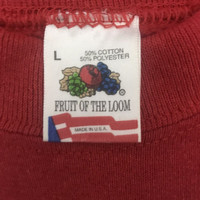 L
50% COTTON
50% POLYESTER
FRUIT OF THE LOOM
MADE IN U.S.A.